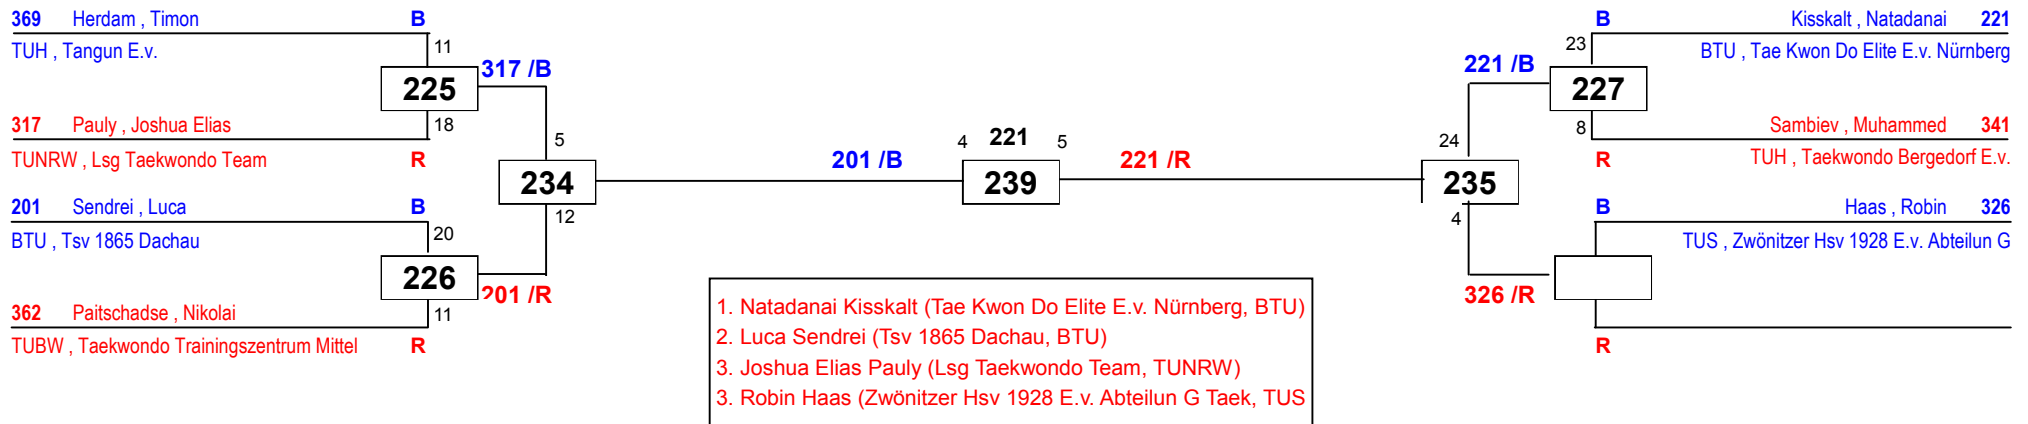 369 Herdam , Timon B
TUH , Tangun E.v.
11
225
317 /B
18
317 Pauly , Joshua Elias
TUNRW , Lsg Taekwondo Team R
5
234
12
201 Sendrei , Luca B
BTU , Tsv 1865 Dachau
20
226
201 /R
11
362 Paitschadse , Nikolai
TUBW , Taekwondo Trainingszentrum Mittel R
201 /B
4 221 5
239
221 /R
B Kisskalt , Natadanai 221
BTU , Tae Kwon Do Elite E.v. Nürnberg
23
221 /B
227
8
Sambiev , Muhammed 341
R TUH , Taekwondo Bergedorf E.v.
24
235
4
B Haas , Robin 326
TUS , Zwönitzer Hsv 1928 E.v. Abteilun G
326 /R
R
1. Natadanai Kisskalt (Tae Kwon Do Elite E.v. Nürnberg, BTU)
2. Luca Sendrei (Tsv 1865 Dachau, BTU)
3. Joshua Elias Pauly (Lsg Taekwondo Team, TUNRW)
3. Robin Haas (Zwönitzer Hsv 1928 E.v. Abteilun G Taek, TUS